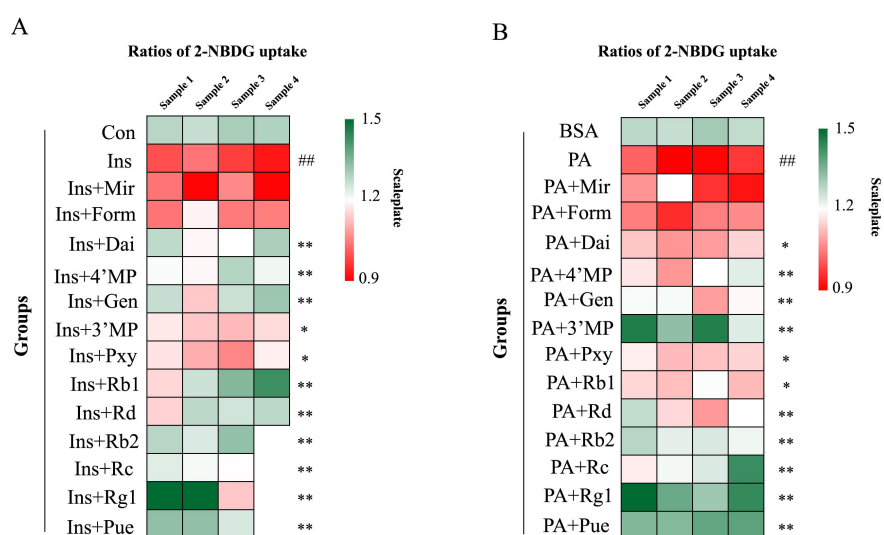 A
Ratios of 2-NBDG uptake
Sample 1
Sample 2
Sample 3
Sample 4
Groups
Con
Ins ##
Ins+Mir
Ins+Form
Ins+Dai **
Ins+4’MP **
Ins+Gen **
Ins+3’MP *
Ins+Pxy *
Ins+Rb1 **
Ins+Rd **
Ins+Rb2 **
Ins+Rc **
Ins+Rg1 **
Ins+Pue **
1.5
1.2
0.9
Scaleplate
B
Ratios of 2-NBDG uptake
Sample 1
Sample 2
Sample 3
Sample 4
Groups
BSA
PA ##
PA+Mir
PA+Form
PA+Dai *
PA+4’MP **
PA+Gen **
PA+3’MP **
PA+Pxy *
PA+Rb1 *
PA+Rd **
PA+Rb2 **
PA+Rc **
PA+Rg1 **
PA+Pue **
1.5
1.2
0.9
Scaleplate